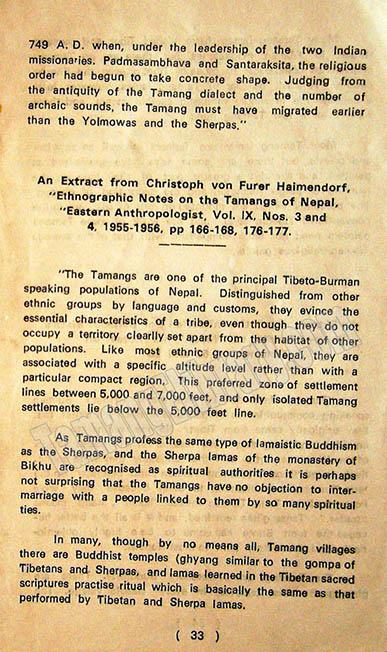 749 A. D. when, under the leadership of the two Indian
missionaries. Padmasambhava and Santaraksita, the religious
order had begun to take concrete shape. Judging from
the antiquity of the Tamang dialect and the number of
archaic sounds, the Tamang must have migrated earlier
than the Yolmowas and the Sherpas."
An Extract from Christoph von Furer Haimendorf,
"Ethnographic Notes on the Tamangs of Nepal,
"Eastern Anthropologist, Vol. IX, Nos. 3 and
4, 1955-1956, pp 166-168, 176-177.
"The Tamangs are one of the principal Tibeto-Burman
speaking populations of Nepal. Distinguished from other
ethnic groups by language and customs, they evince the
essential characteristics of a tribe, even though they do not
occupy a territory clearlly set apart from the habitat of other
populations. Like most ethnic groups of Nepal, they are
associated with a specific altitude level rather than with a
particular compact region. This preferred zone of settlement
lines between 5,000 and 7,000 feet, and only isolated Tamang
settlements lie below the 5,000 feet line.
As Tamangs profess the same type of lamaistic Buddhism
as the Sherpas, and the Sherpa lamas of the monastery of
Bikhu are recognised as spiritual authorities it is perhaps
not surprising that the Tamangs have no objection to inter-
marriage with a people linked to them by so many spiritual
ties.
In many, though by no means all, Tamang villages
there are Buddhist temples (ghyang similar to the gompa of
Tibetans and Sherpas, and lamas learned in the Tibetan sacred
scriptures practise ritual which is basically the same as that
performed by Tibetan and Sherpa lamas.
( 33 )